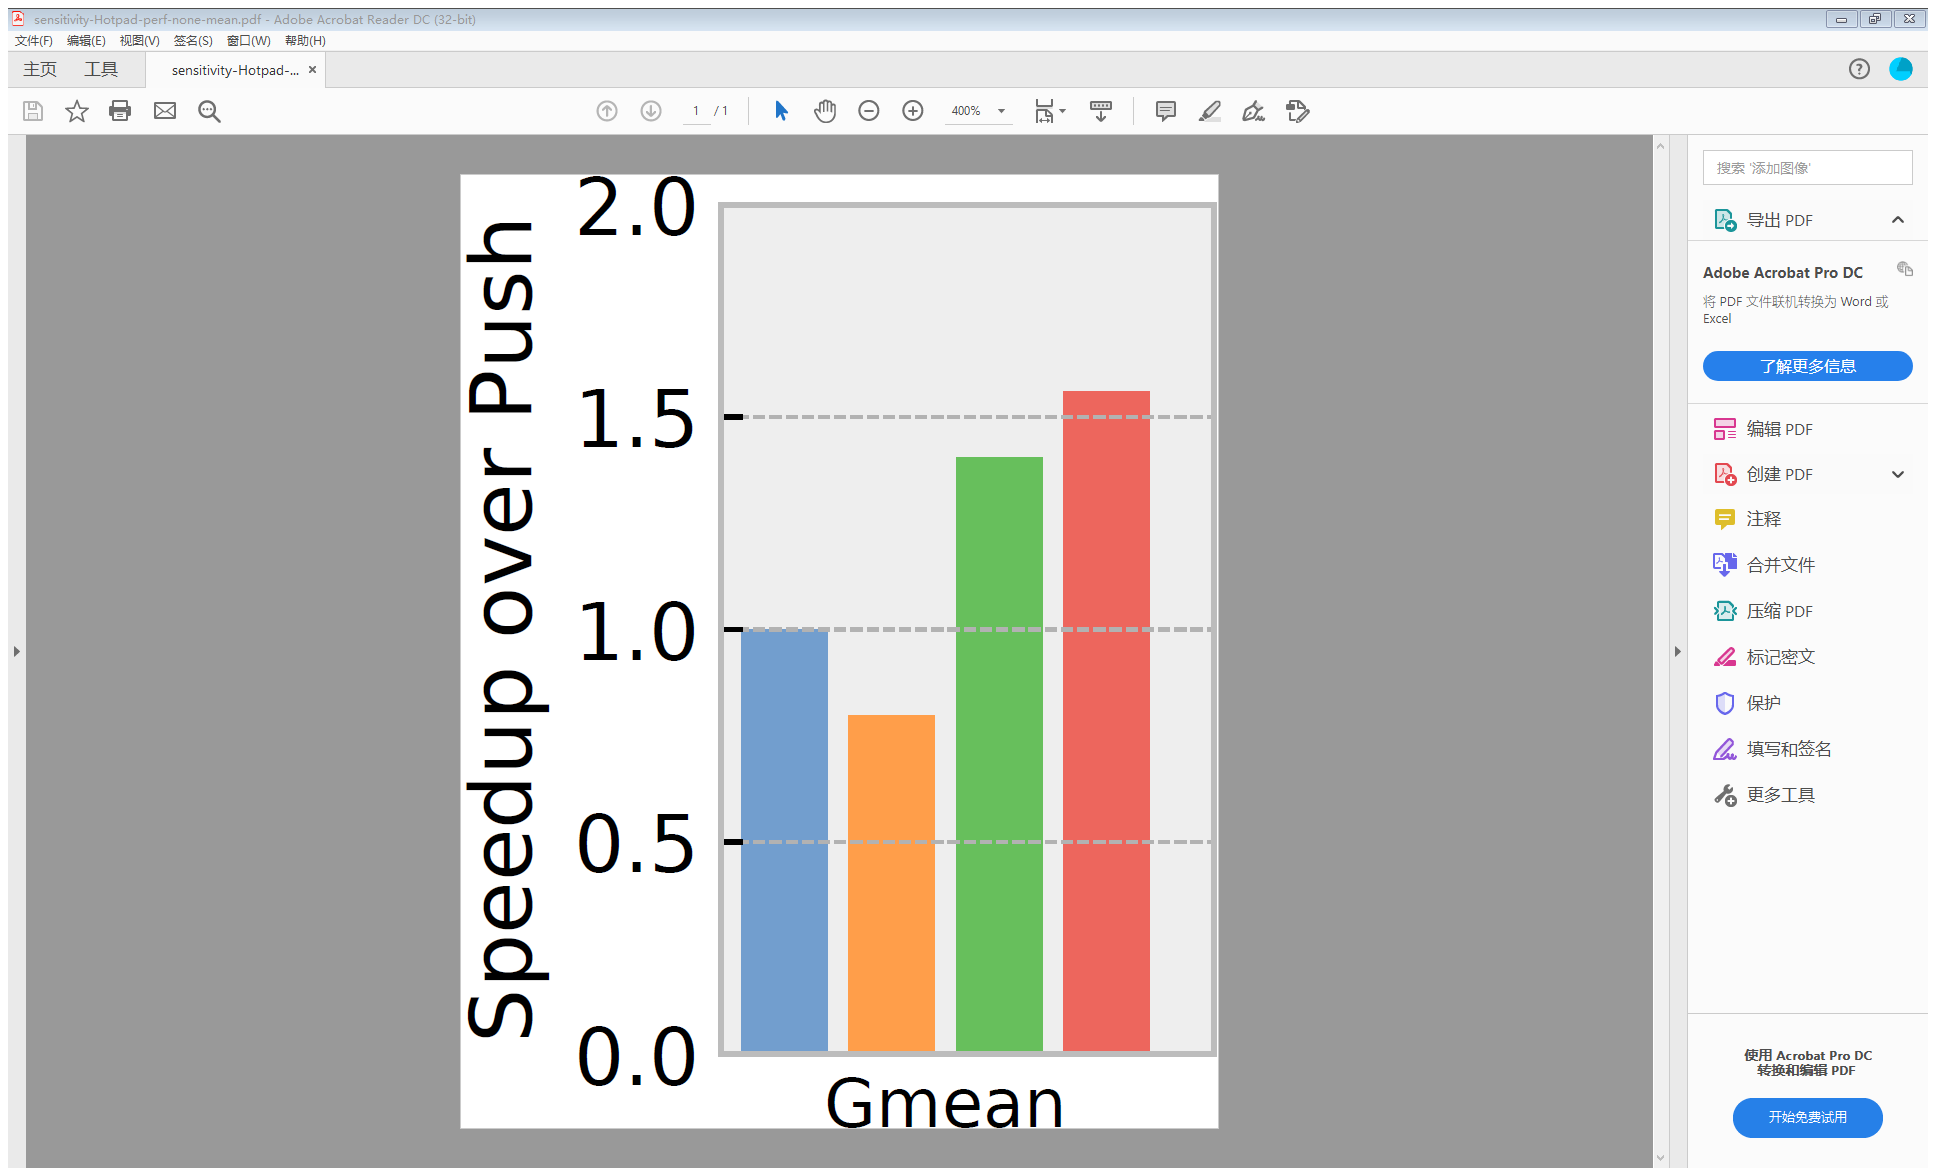 sensitivity-Hotpad-perf-none-mean.pdf - Adobe Acrobat Reader DC (32-bit)
文件(F) 编辑(E) 视图(V) 签名(S) 窗口(W) 帮助(H)
主页 工具 sensitivity-Hotpad-... ×
1 / 1 400%
搜索 '添加图像'
导出 PDF
Adobe Acrobat Pro DC
将 PDF 文件联机转换为 Word 或
Excel
了解更多信息
编辑 PDF
创建 PDF
注释
合并文件
压缩 PDF
标记密文
保护
填写和签名
更多工具
使用 Acrobat Pro DC
转换和编辑 PDF
开始免费试用
Speedup over Push
2.0
1.5
1.0
0.5
0.0
Gmean